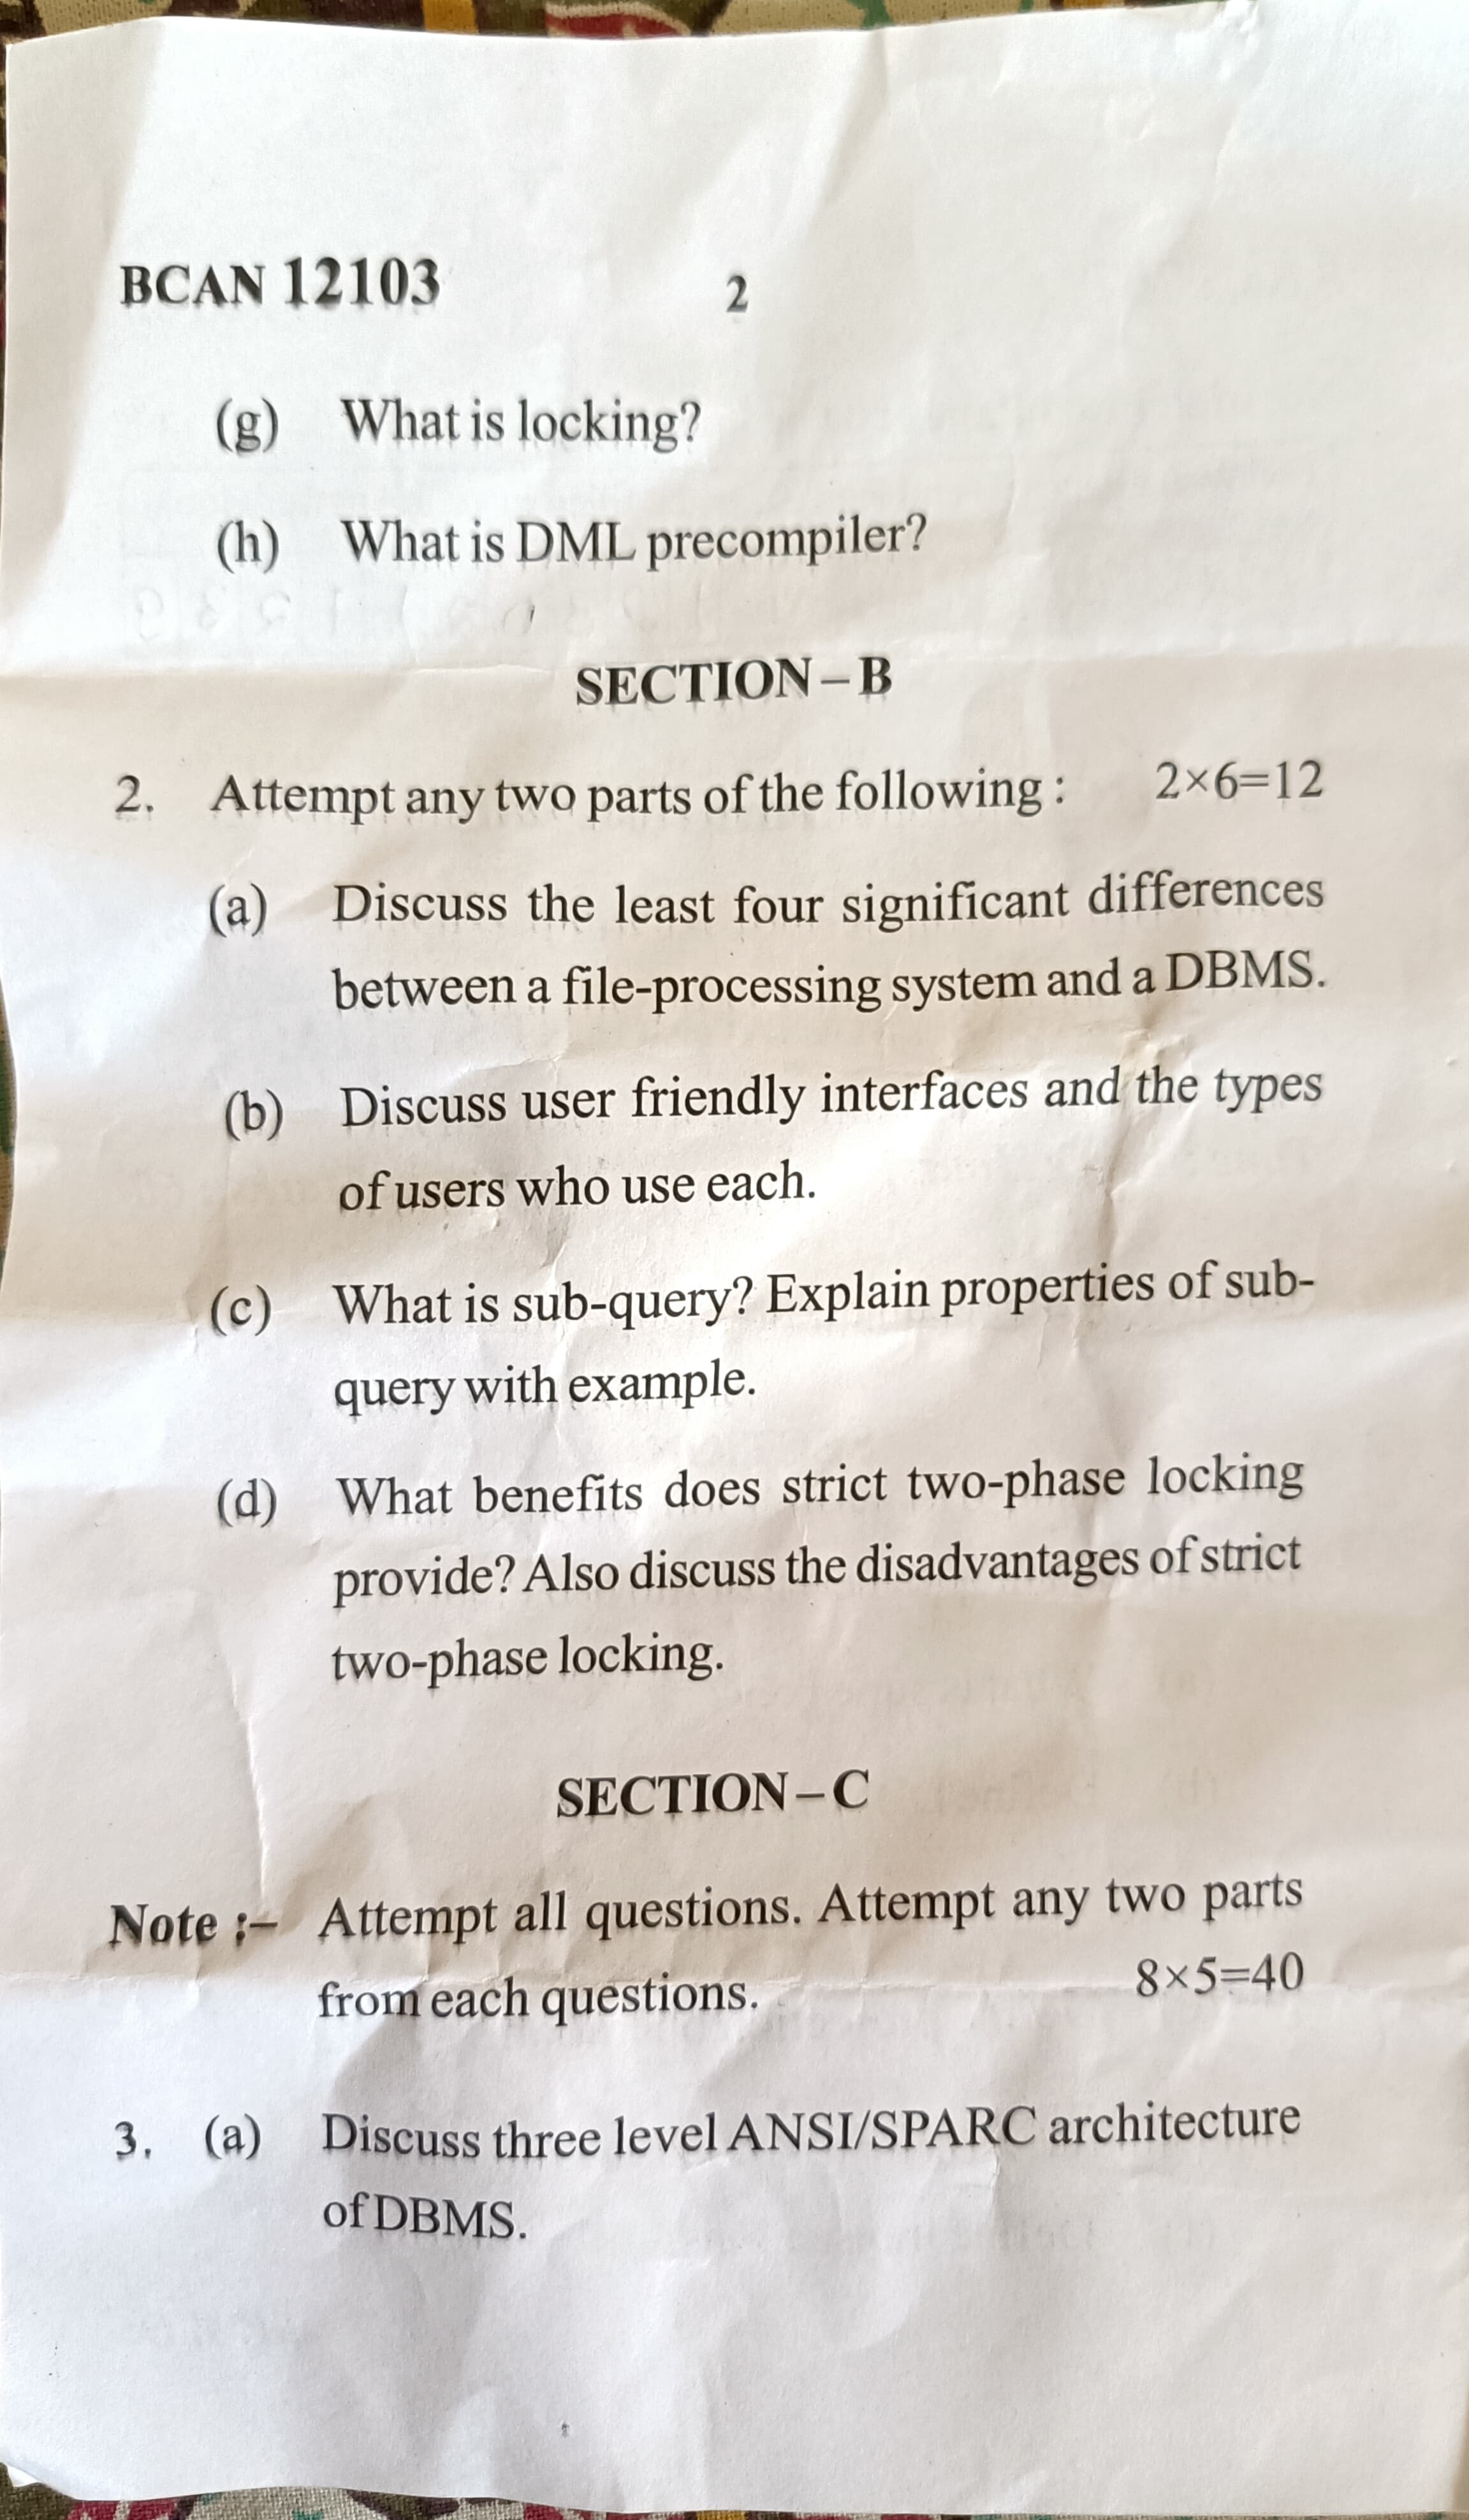 BCAN 12103 2
(g) What is locking?
(h) What is DML precompiler?
SECTION – B
2. Attempt any two parts of the following : 2×6=12
(a) Discuss the least four significant differences
between a file-processing system and a DBMS.
(b) Discuss user friendly interfaces and the types
of users who use each.
(c) What is sub-query? Explain properties of sub-
query with example.
(d) What benefits does strict two-phase locking
provide? Also discuss the disadvantages of strict
two-phase locking.
SECTION – C
Note :– Attempt all questions. Attempt any two parts
from each questions. 8×5=40
3. (a) Discuss three level ANSI/SPARC architecture
of DBMS.